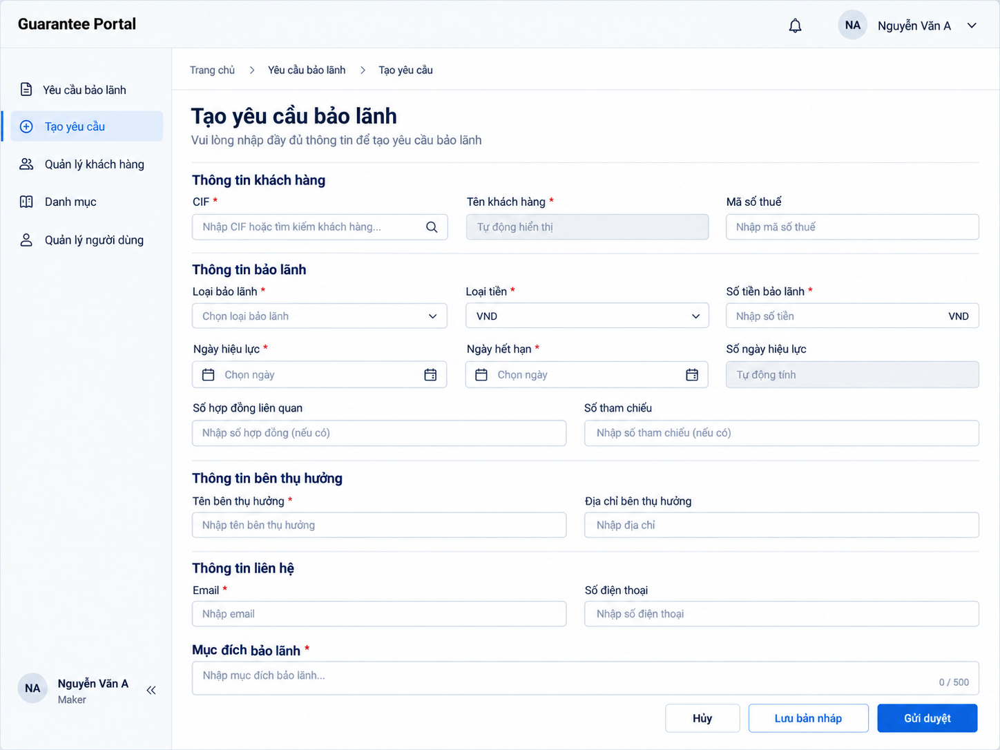 Guarantee Portal
NA Nguyễn Văn A
Yêu cầu bảo lãnh
Tạo yêu cầu
Quản lý khách hàng
Danh mục
Quản lý người dùng
NA Nguyễn Văn A
Maker
Trang chủ > Yêu cầu bảo lãnh > Tạo yêu cầu
Tạo yêu cầu bảo lãnh
Vui lòng nhập đầy đủ thông tin để tạo yêu cầu bảo lãnh
Thông tin khách hàng
CIF * Tên khách hàng * Mã số thuế
Nhập CIF hoặc tìm kiếm khách hàng... Tự động hiển thị Nhập mã số thuế
Thông tin bảo lãnh
Loại bảo lãnh * Loại tiền * Số tiền bảo lãnh *
Chọn loại bảo lãnh VND Nhập số tiền VND
Ngày hiệu lực * Ngày hết hạn * Số ngày hiệu lực
Chọn ngày Chọn ngày Tự động tính
Số hợp đồng liên quan Số tham chiếu
Nhập số hợp đồng (nếu có) Nhập số tham chiếu (nếu có)
Thông tin bên thụ hưởng
Tên bên thụ hưởng * Địa chỉ bên thụ hưởng
Nhập tên bên thụ hưởng Nhập địa chỉ
Thông tin liên hệ
Email * Số điện thoại
Nhập email Nhập số điện thoại
Mục đích bảo lãnh *
Nhập mục đích bảo lãnh...
0 / 500
Hủy Lưu bản nháp Gửi duyệt